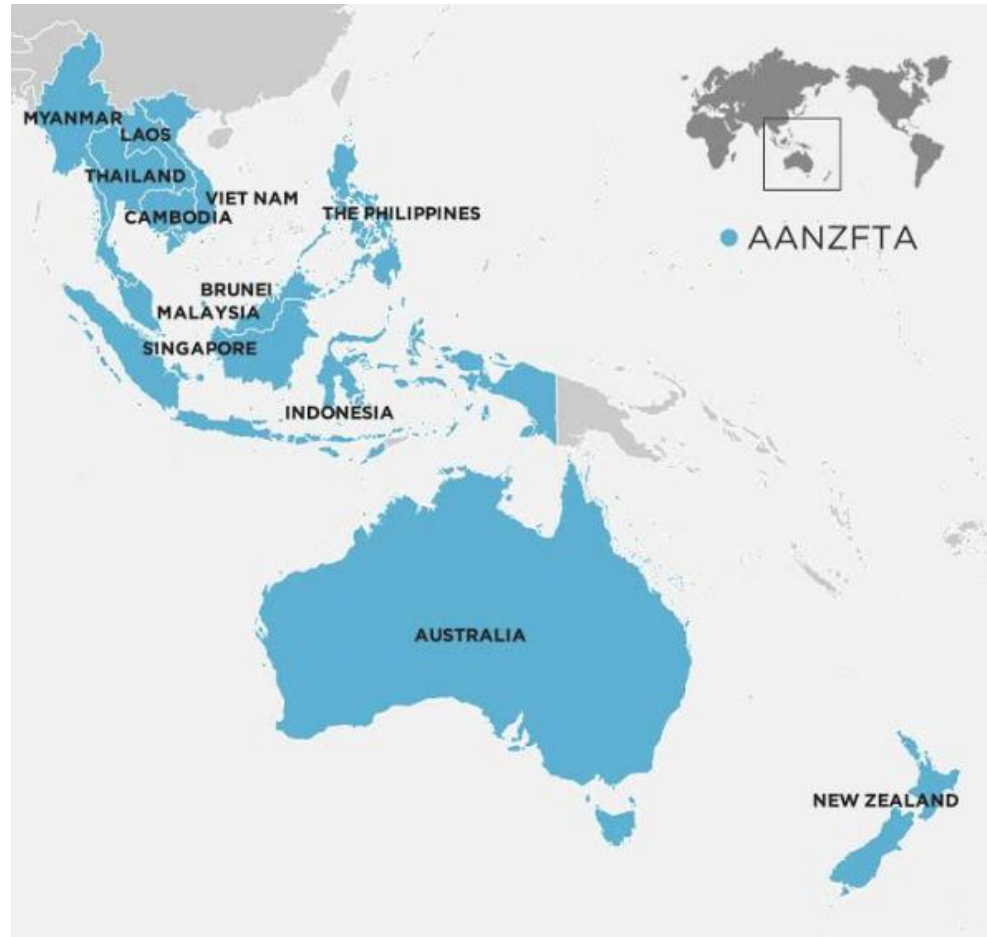 MYANMAR
LAOS
THAILAND
VIET NAM
CAMBODIA
THE PHILIPPINES
AANZFTA
BRUNEI
MALAYSIA
SINGAPORE
INDONESIA
AUSTRALIA
NEW ZEALAND